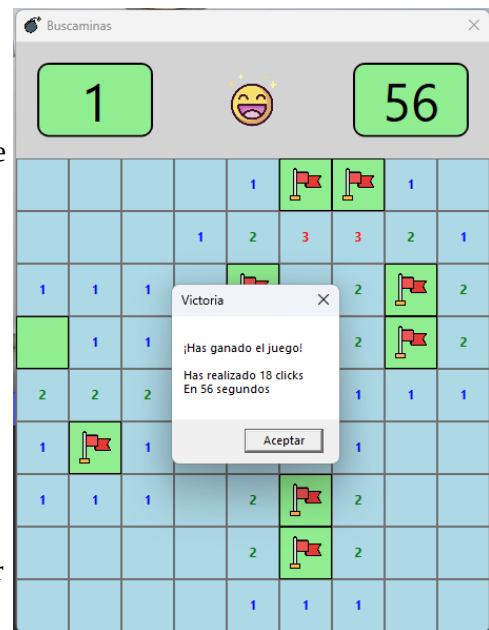 Buscaminas
1 56
1 1
1 2 3 3 2 1
1 1 1 2 2
1 1 2 2
2 2 2 1 1 1
1 1 1
1 1 1 2 2
2 2
1 1 1
Victoria
¡Has ganado el juego!
Has realizado 18 clicks
En 56 segundos
Aceptar